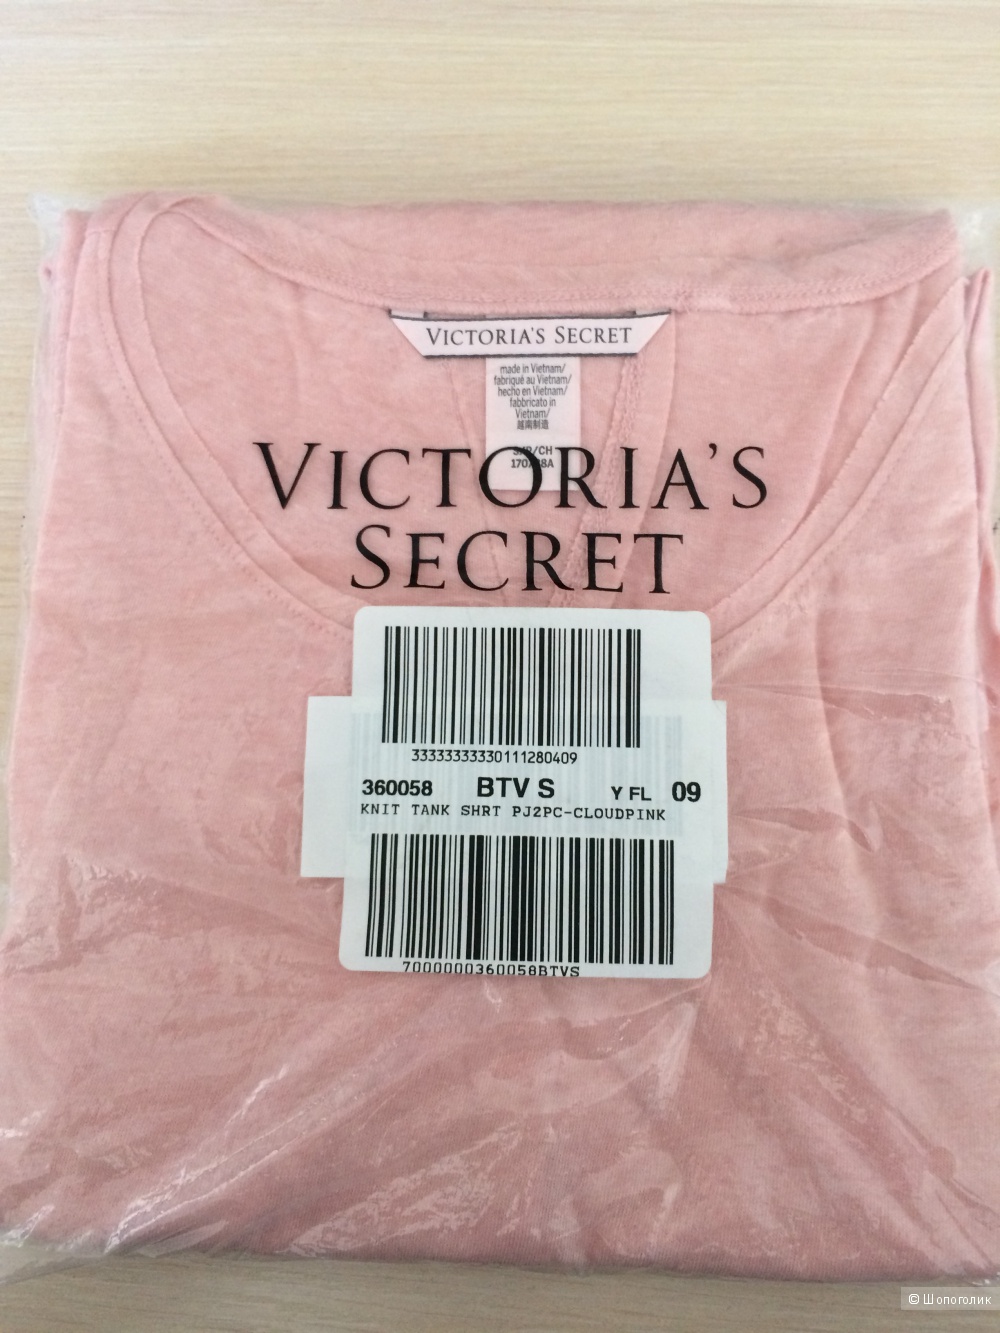 VICTORIA'S SECRET
made in Vietnam/
fabriqué au Vietnam/
hecho en Vietnam/
fabbricato in
Vietnam/
越南制造
VICTORIA'S
SECRET
33333333330111280409
360058 BTV S Y FL 09
KNIT TANK SHRT PJ2PC-CLOUDPINK
7000000360058BTVS
© Шопоголик